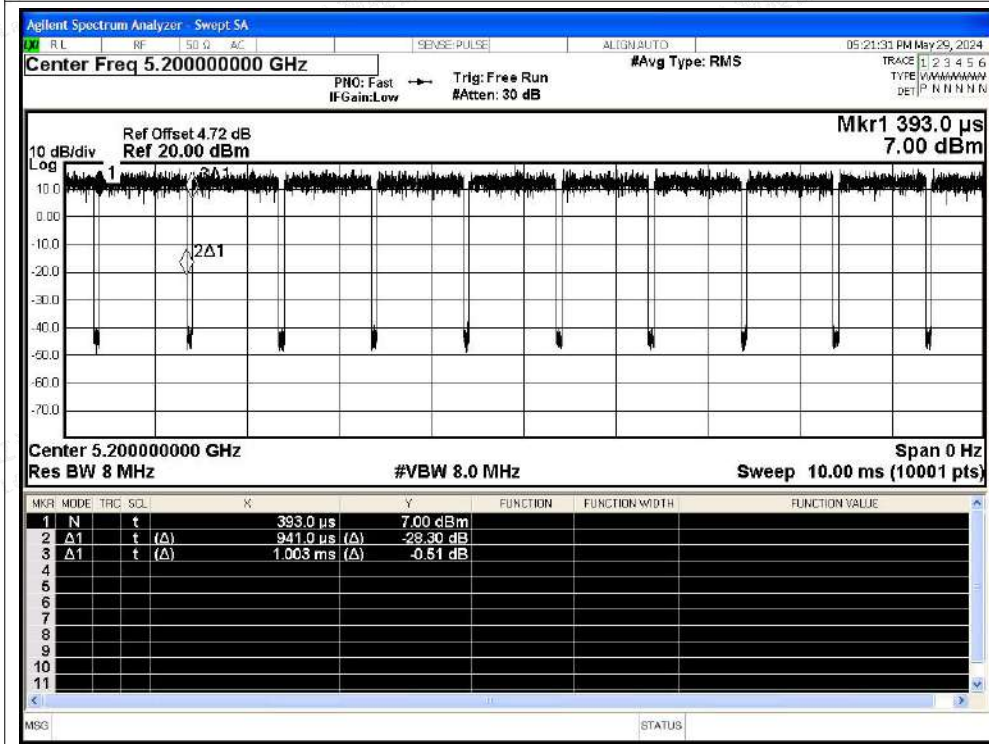 Agilent Spectrum Analyzer - Swept SA
LXI RL RF 50 Ω AC SENSE:PULSE ALIGNAUTO 05:21:31 PM May 29, 2024
Center Freq 5.200000000 GHz
PNO: Fast
IFGain:Low
Trig: Free Run
#Atten: 30 dB
#Avg Type: RMS
TRACE 1 2 3 4 5 6
TYPE
DET P N N N N N
Mkr1 393.0 µs
7.00 dBm
Ref Offset 4.72 dB
10 dB/div Ref 20.00 dBm
Log
1
3Δ1
10.0
0.00
2Δ1
-10.0
-20.0
-30.0
-40.0
-50.0
-60.0
-70.0
Center 5.200000000 GHz Span 0 Hz
Res BW 8 MHz #VBW 8.0 MHz Sweep 10.00 ms (10001 pts)
MKR MODE TRC SCL X Y FUNCTION FUNCTION WIDTH FUNCTION VALUE
1 N t 393.0 µs 7.00 dBm
2 Δ1 t (Δ) 941.0 µs (Δ) -28.30 dB
3 Δ1 t (Δ) 1.003 ms (Δ) -0.51 dB
4
5
6
7
8
9
10
11
MSG STATUS